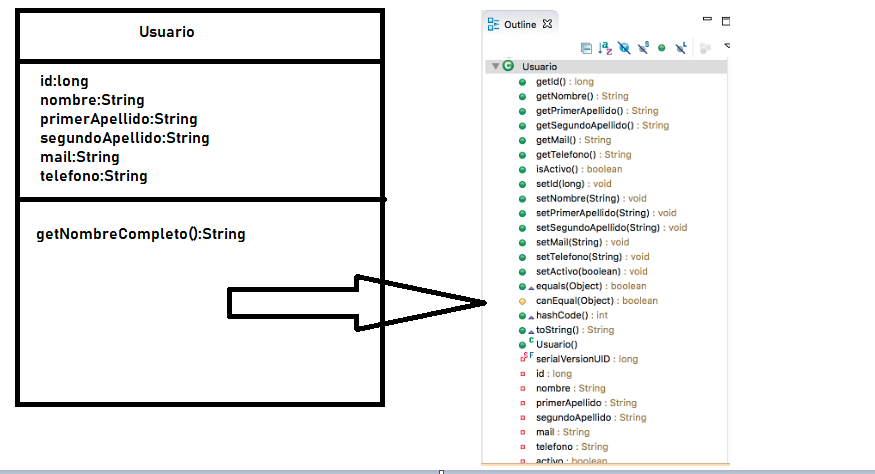 Usuario
id:long
nombre:String
primerApellido:String
segundoApellido:String
mail:String
telefono:String
getNombreCompleto():String
Outline
Usuario
getId() : long
getNombre() : String
getPrimerApellido() : String
getSegundoApellido() : String
getMail() : String
getTelefono() : String
isActivo() : boolean
setId(long) : void
setNombre(String) : void
setPrimerApellido(String) : void
setSegundoApellido(String) : void
setMail(String) : void
setTelefono(String) : void
setActivo(boolean) : void
equals(Object) : boolean
canEqual(Object) : boolean
hashCode() : int
toString() : String
Usuario()
serialVersionUID : long
id : long
nombre : String
primerApellido : String
segundoApellido : String
mail : String
telefono : String
activo : boolean